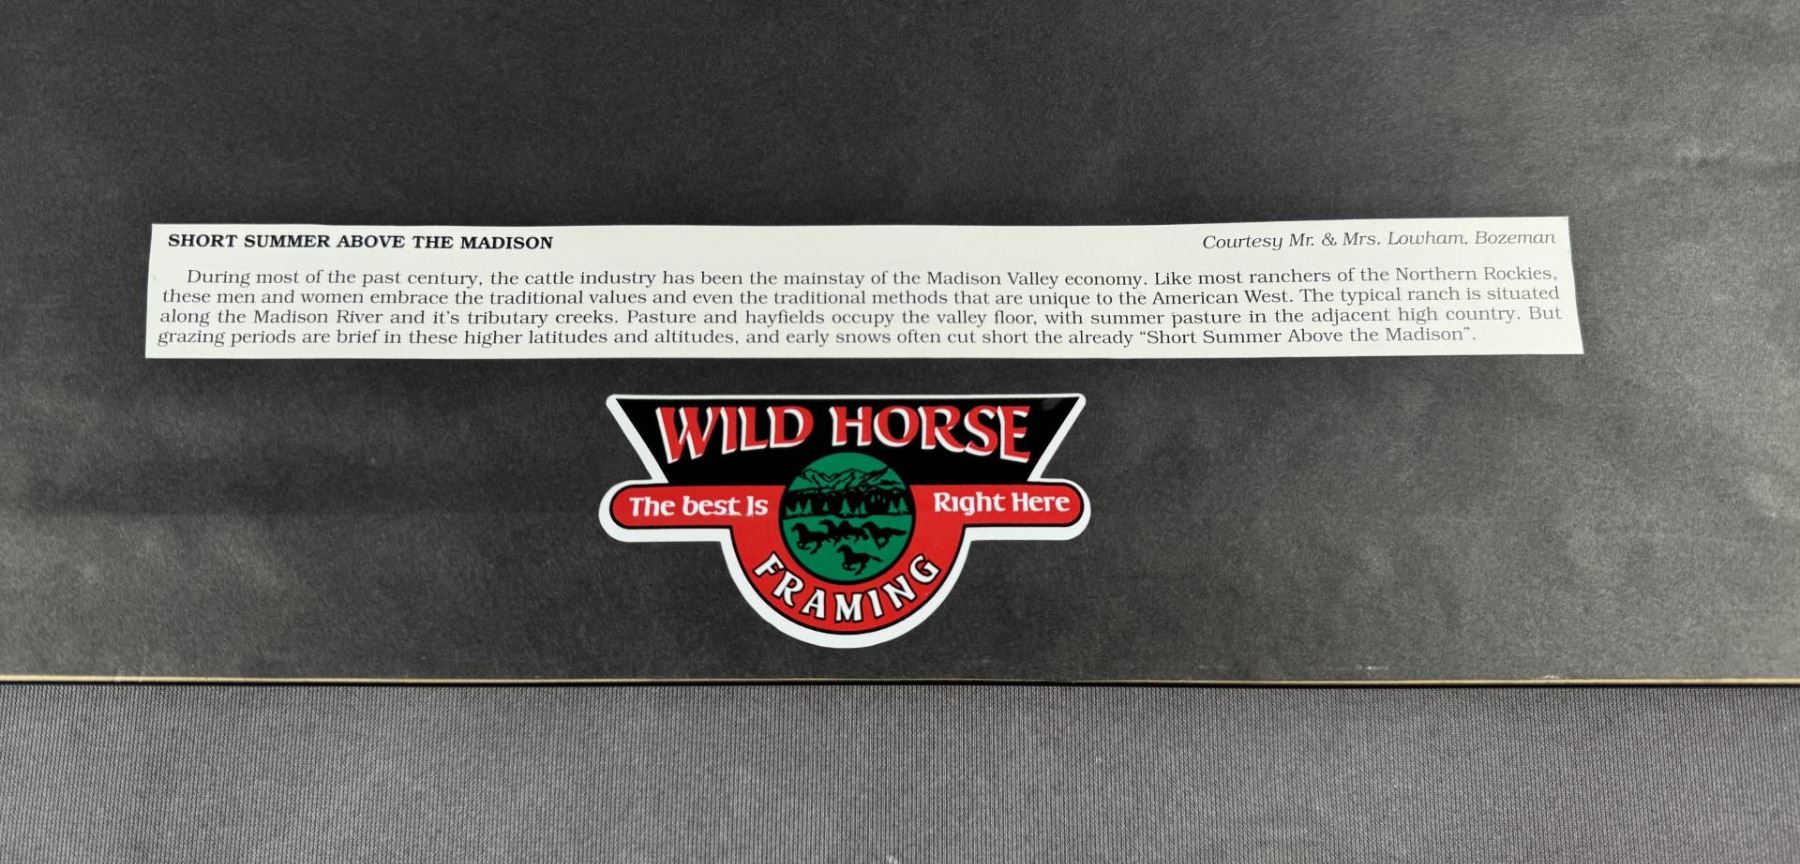 SHORT SUMMER ABOVE THE MADISON
Courtesy Mr. & Mrs. Lowham, Bozeman
During most of the past century, the cattle industry has been the mainstay of the Madison Valley economy. Like most ranchers of the Northern Rockies,
these men and women embrace the traditional values and even the traditional methods that are unique to the American West. The typical ranch is situated
along the Madison River and it's tributary creeks. Pasture and hayfields occupy the valley floor, with summer pasture in the adjacent high country. But
grazing periods are brief in these higher latitudes and altitudes, and early snows often cut short the already “Short Summer Above the Madison”.
WILD HORSE
The best Is Right Here
FRAMING